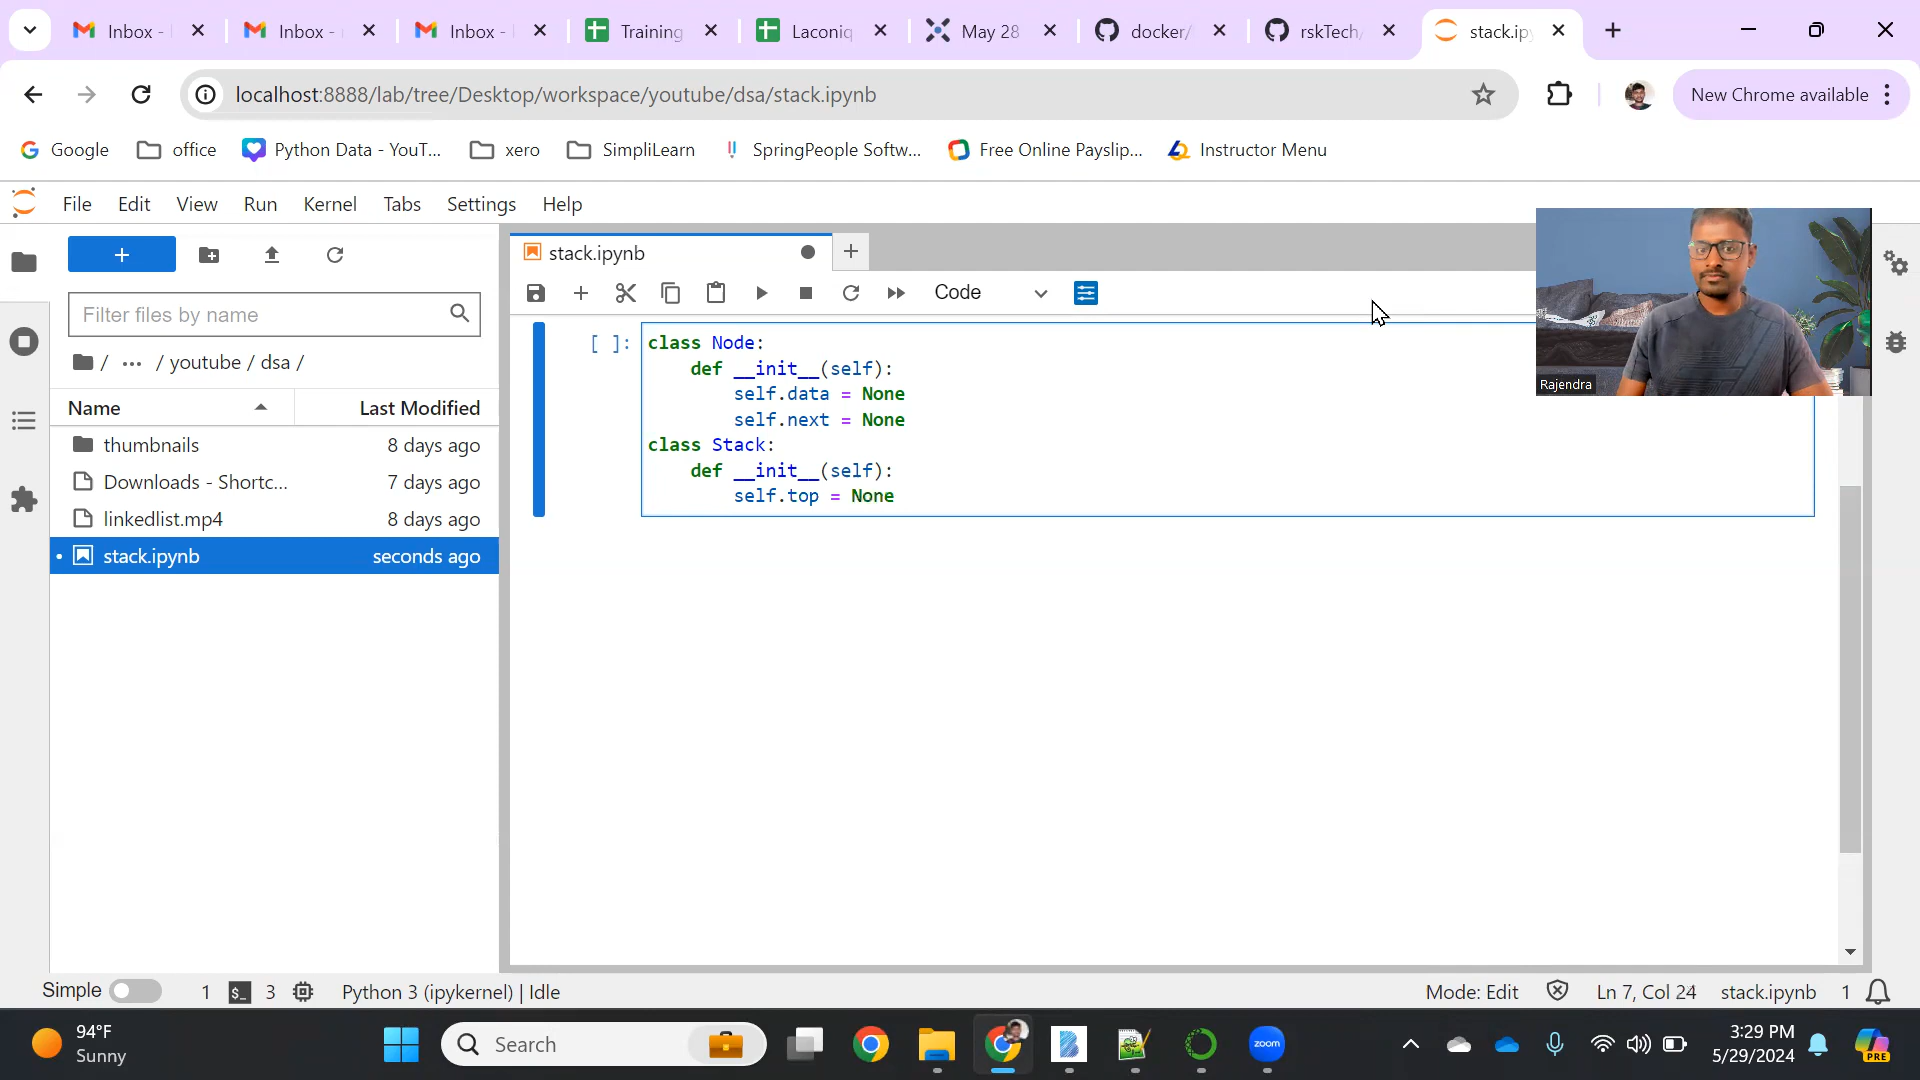 Inbox -
Inbox -
Inbox -
Training
Laconiq
May 28
docker/
rskTech/
stack.ipy
localhost:8888/lab/tree/Desktop/workspace/youtube/dsa/stack.ipynb
New Chrome available
Google
office
Python Data - YouT...
xero
SimpliLearn
SpringPeople Softw...
Free Online Payslip...
Instructor Menu
File Edit View Run Kernel Tabs Settings Help
stack.ipynb
Code
Filter files by name
/ ··· / youtube / dsa /
Name Last Modified
thumbnails 8 days ago
Downloads - Shortc... 7 days ago
linkedlist.mp4 8 days ago
stack.ipynb seconds ago
[ ]:
class Node:
def __init__(self):
self.data = None
self.next = None
class Stack:
def __init__(self):
self.top = None
Rajendra
Simple 1 $_ 3 Python 3 (ipykernel) | Idle
Mode: Edit Ln 7, Col 24 stack.ipynb 1
94°F
Sunny
Search
zoom
3:29 PM
5/29/2024
PRE